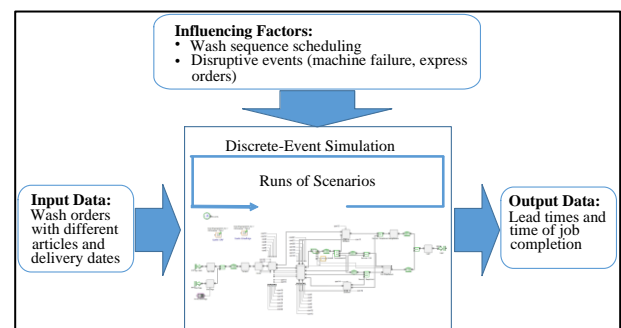 Influencing Factors:
• Wash sequence scheduling
• Disruptive events (machine failure, express
orders)
Discrete-Event Simulation
Runs of Scenarios
Input Data:
Wash orders
with different
articles and
delivery dates
Output Data:
Lead times and
time of job
completion